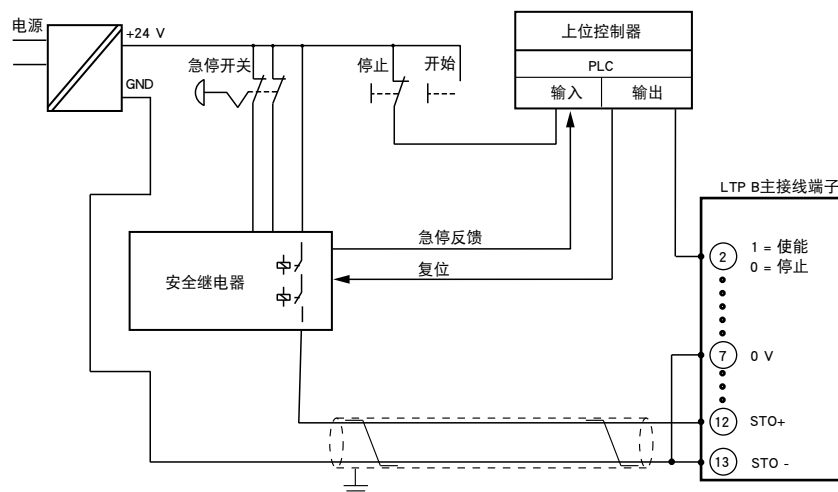 电源
+24 V
GND
急停开关
停止
开始
上位控制器
PLC
输入
输出
LTP B主接线端子
急停反馈
复位
安全继电器
2
1 = 使能
0 = 停止
7
0 V
12
STO+
13
STO -